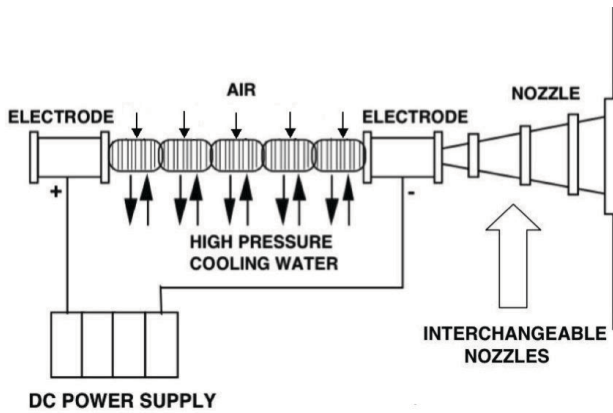 AIR
NOZZLE
ELECTRODE
ELECTRODE
+
-
HIGH PRESSURE
COOLING WATER
INTERCHANGEABLE
NOZZLES
DC POWER SUPPLY